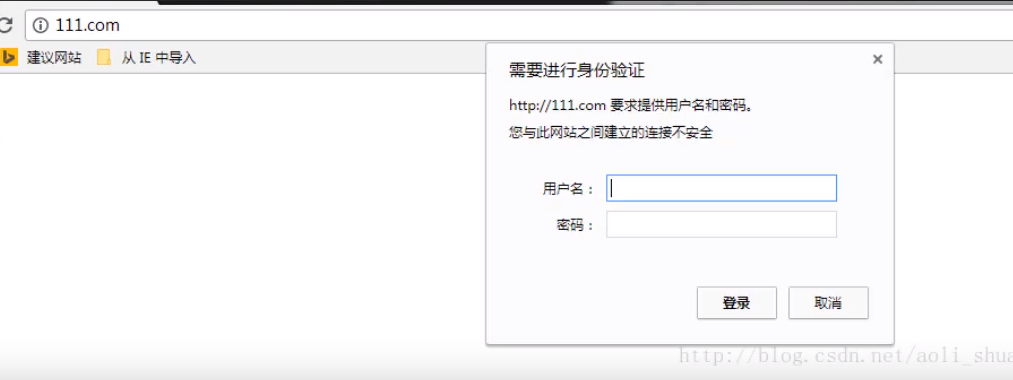 111.com
建议网站 从 IE 中导入
需要进行身份验证
http://111.com 要求提供用户名和密码。
您与此网站之间建立的连接不安全
用户名：
密码：
登录 取消
http://blog.csdn.net/aoli_shua